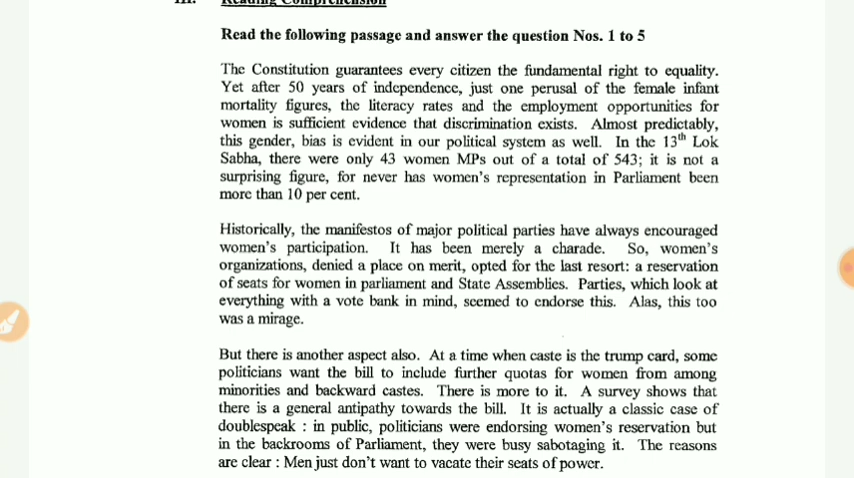 III. Reading Comprehension
Read the following passage and answer the question Nos. 1 to 5
The Constitution guarantees every citizen the fundamental right to equality.
Yet after 50 years of independence, just one perusal of the female infant
mortality figures, the literacy rates and the employment opportunities for
women is sufficient evidence that discrimination exists. Almost predictably,
this gender, bias is evident in our political system as well. In the 13th Lok
Sabha, there were only 43 women MPs out of a total of 543; it is not a
surprising figure, for never has women's representation in Parliament been
more than 10 per cent.
Historically, the manifestos of major political parties have always encouraged
women's participation. It has been merely a charade. So, women's
organizations, denied a place on merit, opted for the last resort: a reservation
of seats for women in parliament and State Assemblies. Parties, which look at
everything with a vote bank in mind, seemed to endorse this. Alas, this too
was a mirage.
But there is another aspect also. At a time when caste is the trump card, some
politicians want the bill to include further quotas for women from among
minorities and backward castes. There is more to it. A survey shows that
there is a general antipathy towards the bill. It is actually a classic case of
doublespeak : in public, politicians were endorsing women's reservation but
in the backrooms of Parliament, they were busy sabotaging it. The reasons
are clear : Men just don't want to vacate their seats of power.